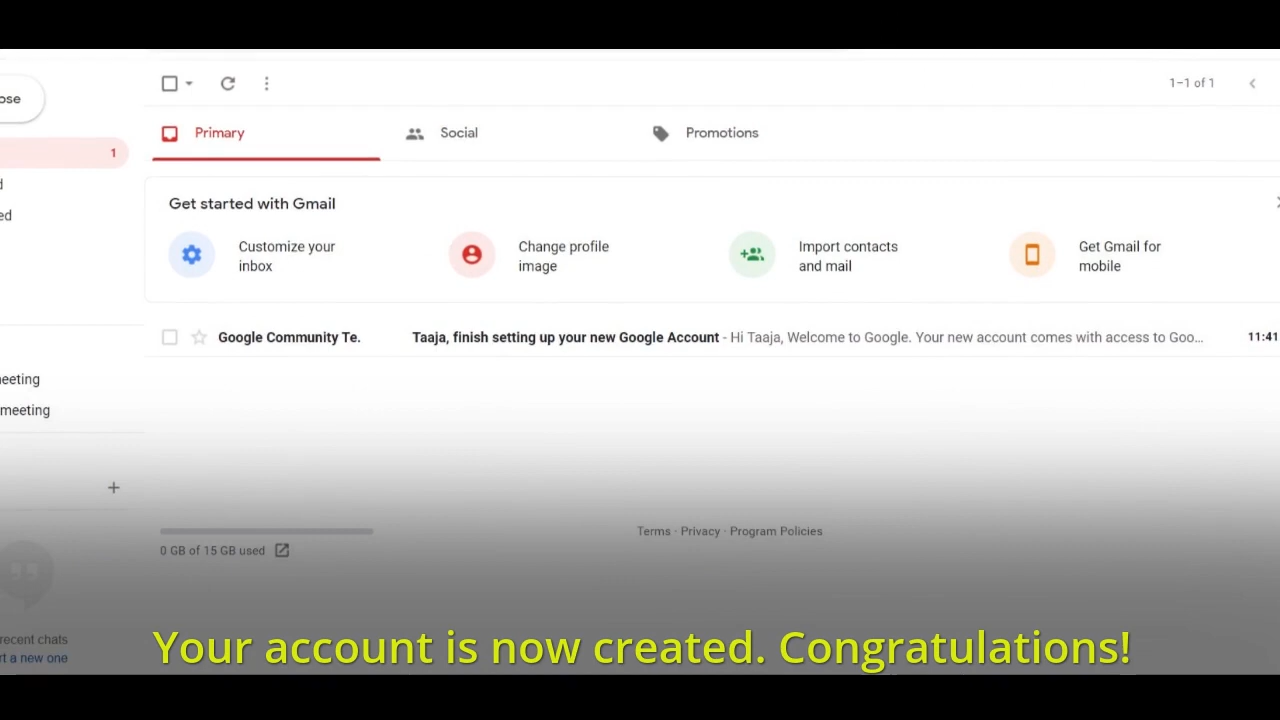 ose
1–1 of 1
Primary
Social
Promotions
1
d
ed
Get started with Gmail
Customize your
inbox
Change profile
image
Import contacts
and mail
Get Gmail for
mobile
Google Community Te. Taaja, finish setting up your new Google Account - Hi Taaja, Welcome to Google. Your new account comes with access to Goo… 11:41
eeting
meeting
0 GB of 15 GB used
Terms · Privacy · Program Policies
recent chats
rt a new one
Your account is now created. Congratulations!